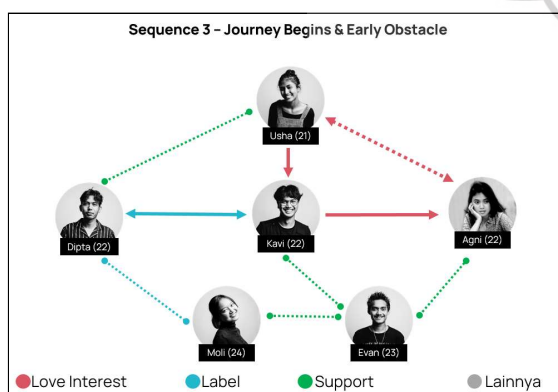 Sequence 3 – Journey Begins & Early Obstacle
Usha (21)
Dipta (22)
Kavi (22)
Agni (22)
Moli (24)
Evan (23)
Love Interest
Label
Support
Lainnya